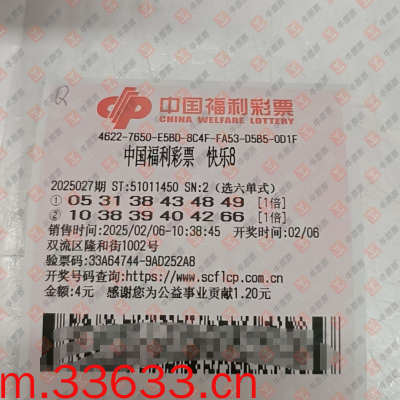 中国福利彩票
CHINA WELFARE LOTTERY
4622-7650-E5BD-8C4F-FA53-D5B5-0D1F
中国福利彩票 快乐8
2025027期 ST:51011450 SN:2 (选六单式)
① 05 31 38 43 48 49 [1倍]
② 10 38 39 40 42 66 [1倍]
销售时间:2025/02/06-10:38:45 开奖时间:02/06
双流区隆和街1002号
验票码:33A64744-9AD252A8
开奖号码查询:https://www.scflcp.com.cn
金额:4元 感谢您为公益事业贡献1.20元
m.33633.cn